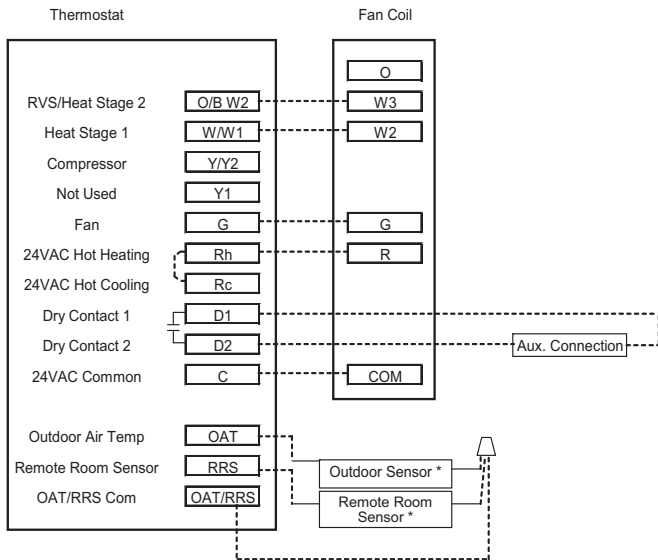 Thermostat Fan Coil
O
RVS/Heat Stage 2 O/B W2 W3
Heat Stage 1 W/W1 W2
Compressor Y/Y2
Not Used Y1
Fan G G
24VAC Hot Heating Rh R
24VAC Hot Cooling Rc
Dry Contact 1 D1
Dry Contact 2 D2 Aux. Connection
24VAC Common C COM
Outdoor Air Temp OAT
Remote Room Sensor RRS Outdoor Sensor *
OAT/RRS Com OAT/RRS Remote Room
Sensor *